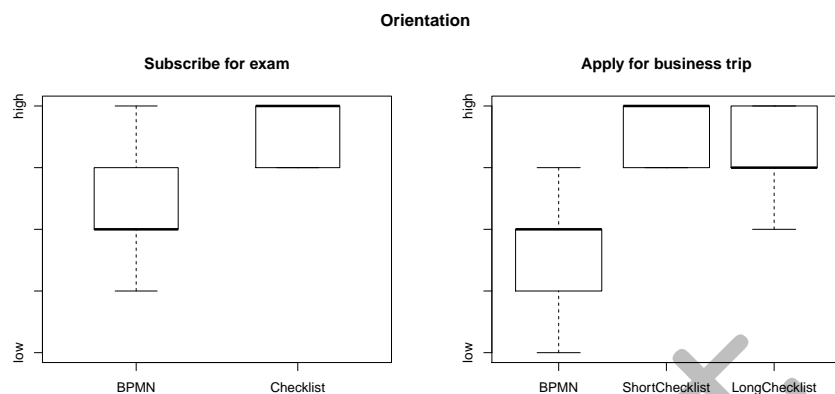 Orientation
Subscribe for exam
Apply for business trip
high
low
BPMN
Checklist
high
low
BPMN
ShortChecklist
LongChecklist